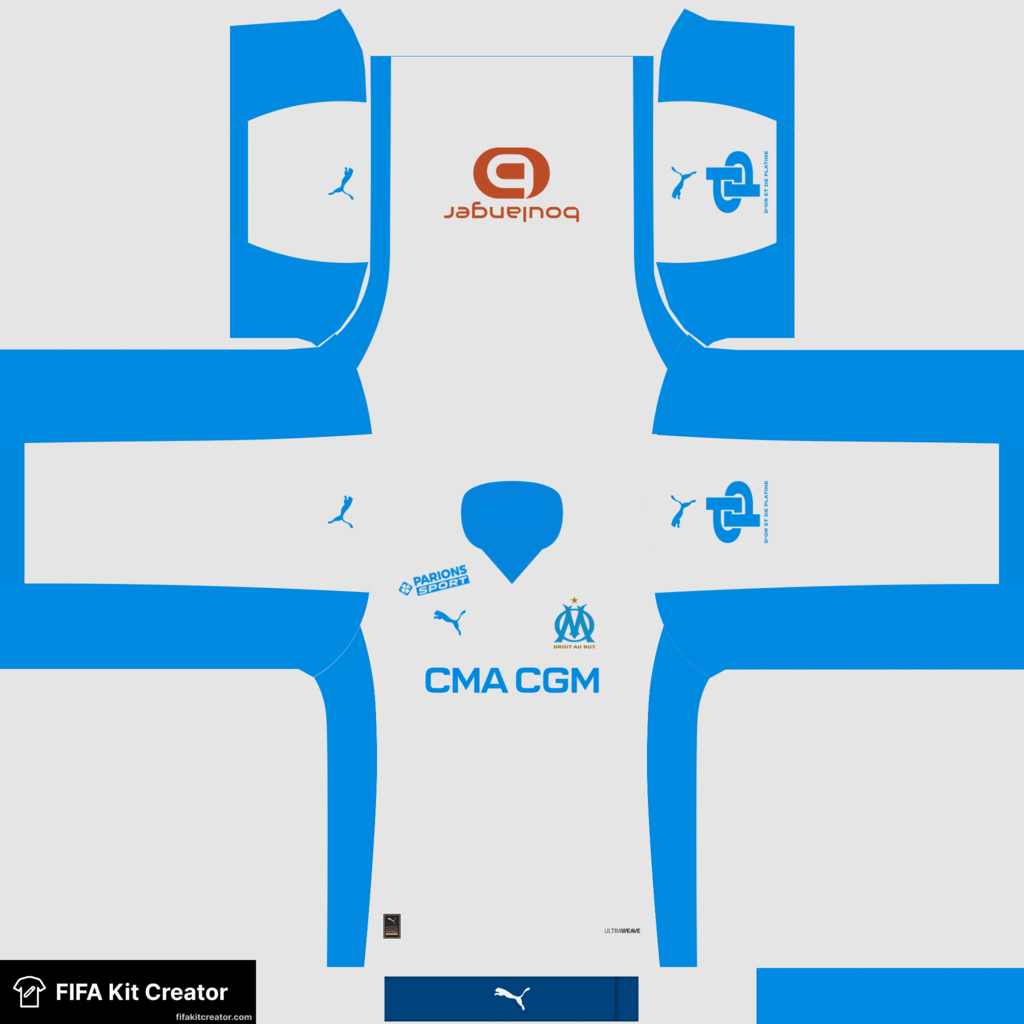 boulanger
D'OR ET DE PLATINE
D'OR ET DE PLATINE
PARIONS
SPORT
DROIT AU BUT
CMA CGM
ULTRAWEAVE
FIFA Kit Creator
fifakitcreator.com